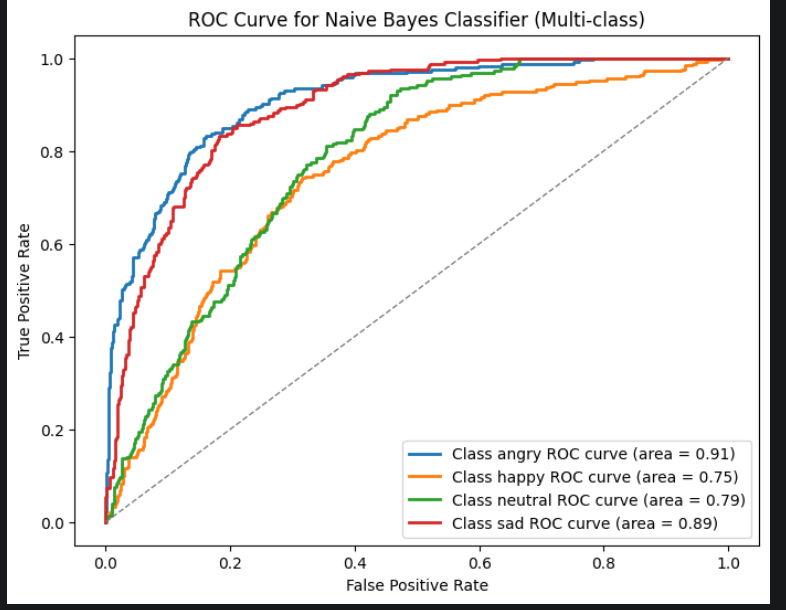 ROC Curve for Naive Bayes Classifier (Multi-class)
True Positive Rate
1.0
0.8
0.6
0.4
0.2
0.0
Class angry ROC curve (area = 0.91)
Class happy ROC curve (area = 0.75)
Class neutral ROC curve (area = 0.79)
Class sad ROC curve (area = 0.89)
0.0 0.2 0.4 0.6 0.8 1.0
False Positive Rate